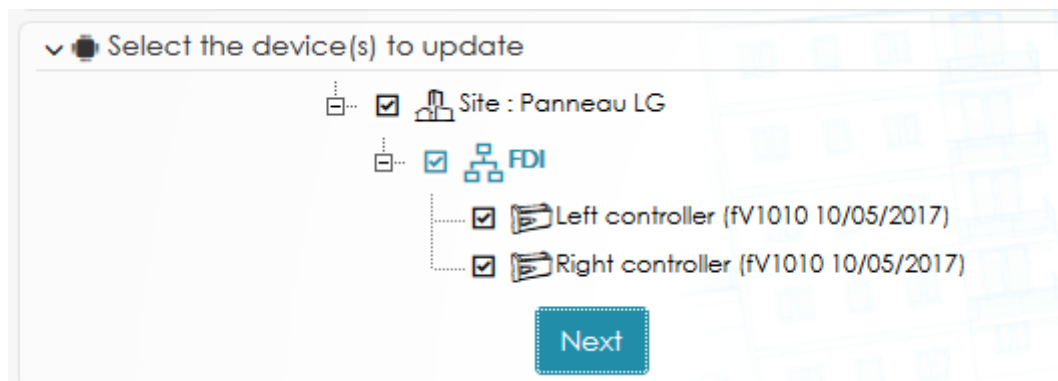 Select the device(s) to update
Site : Panneau LG
FDI
Left controller (fV1010 10/05/2017)
Right controller (fV1010 10/05/2017)
Next